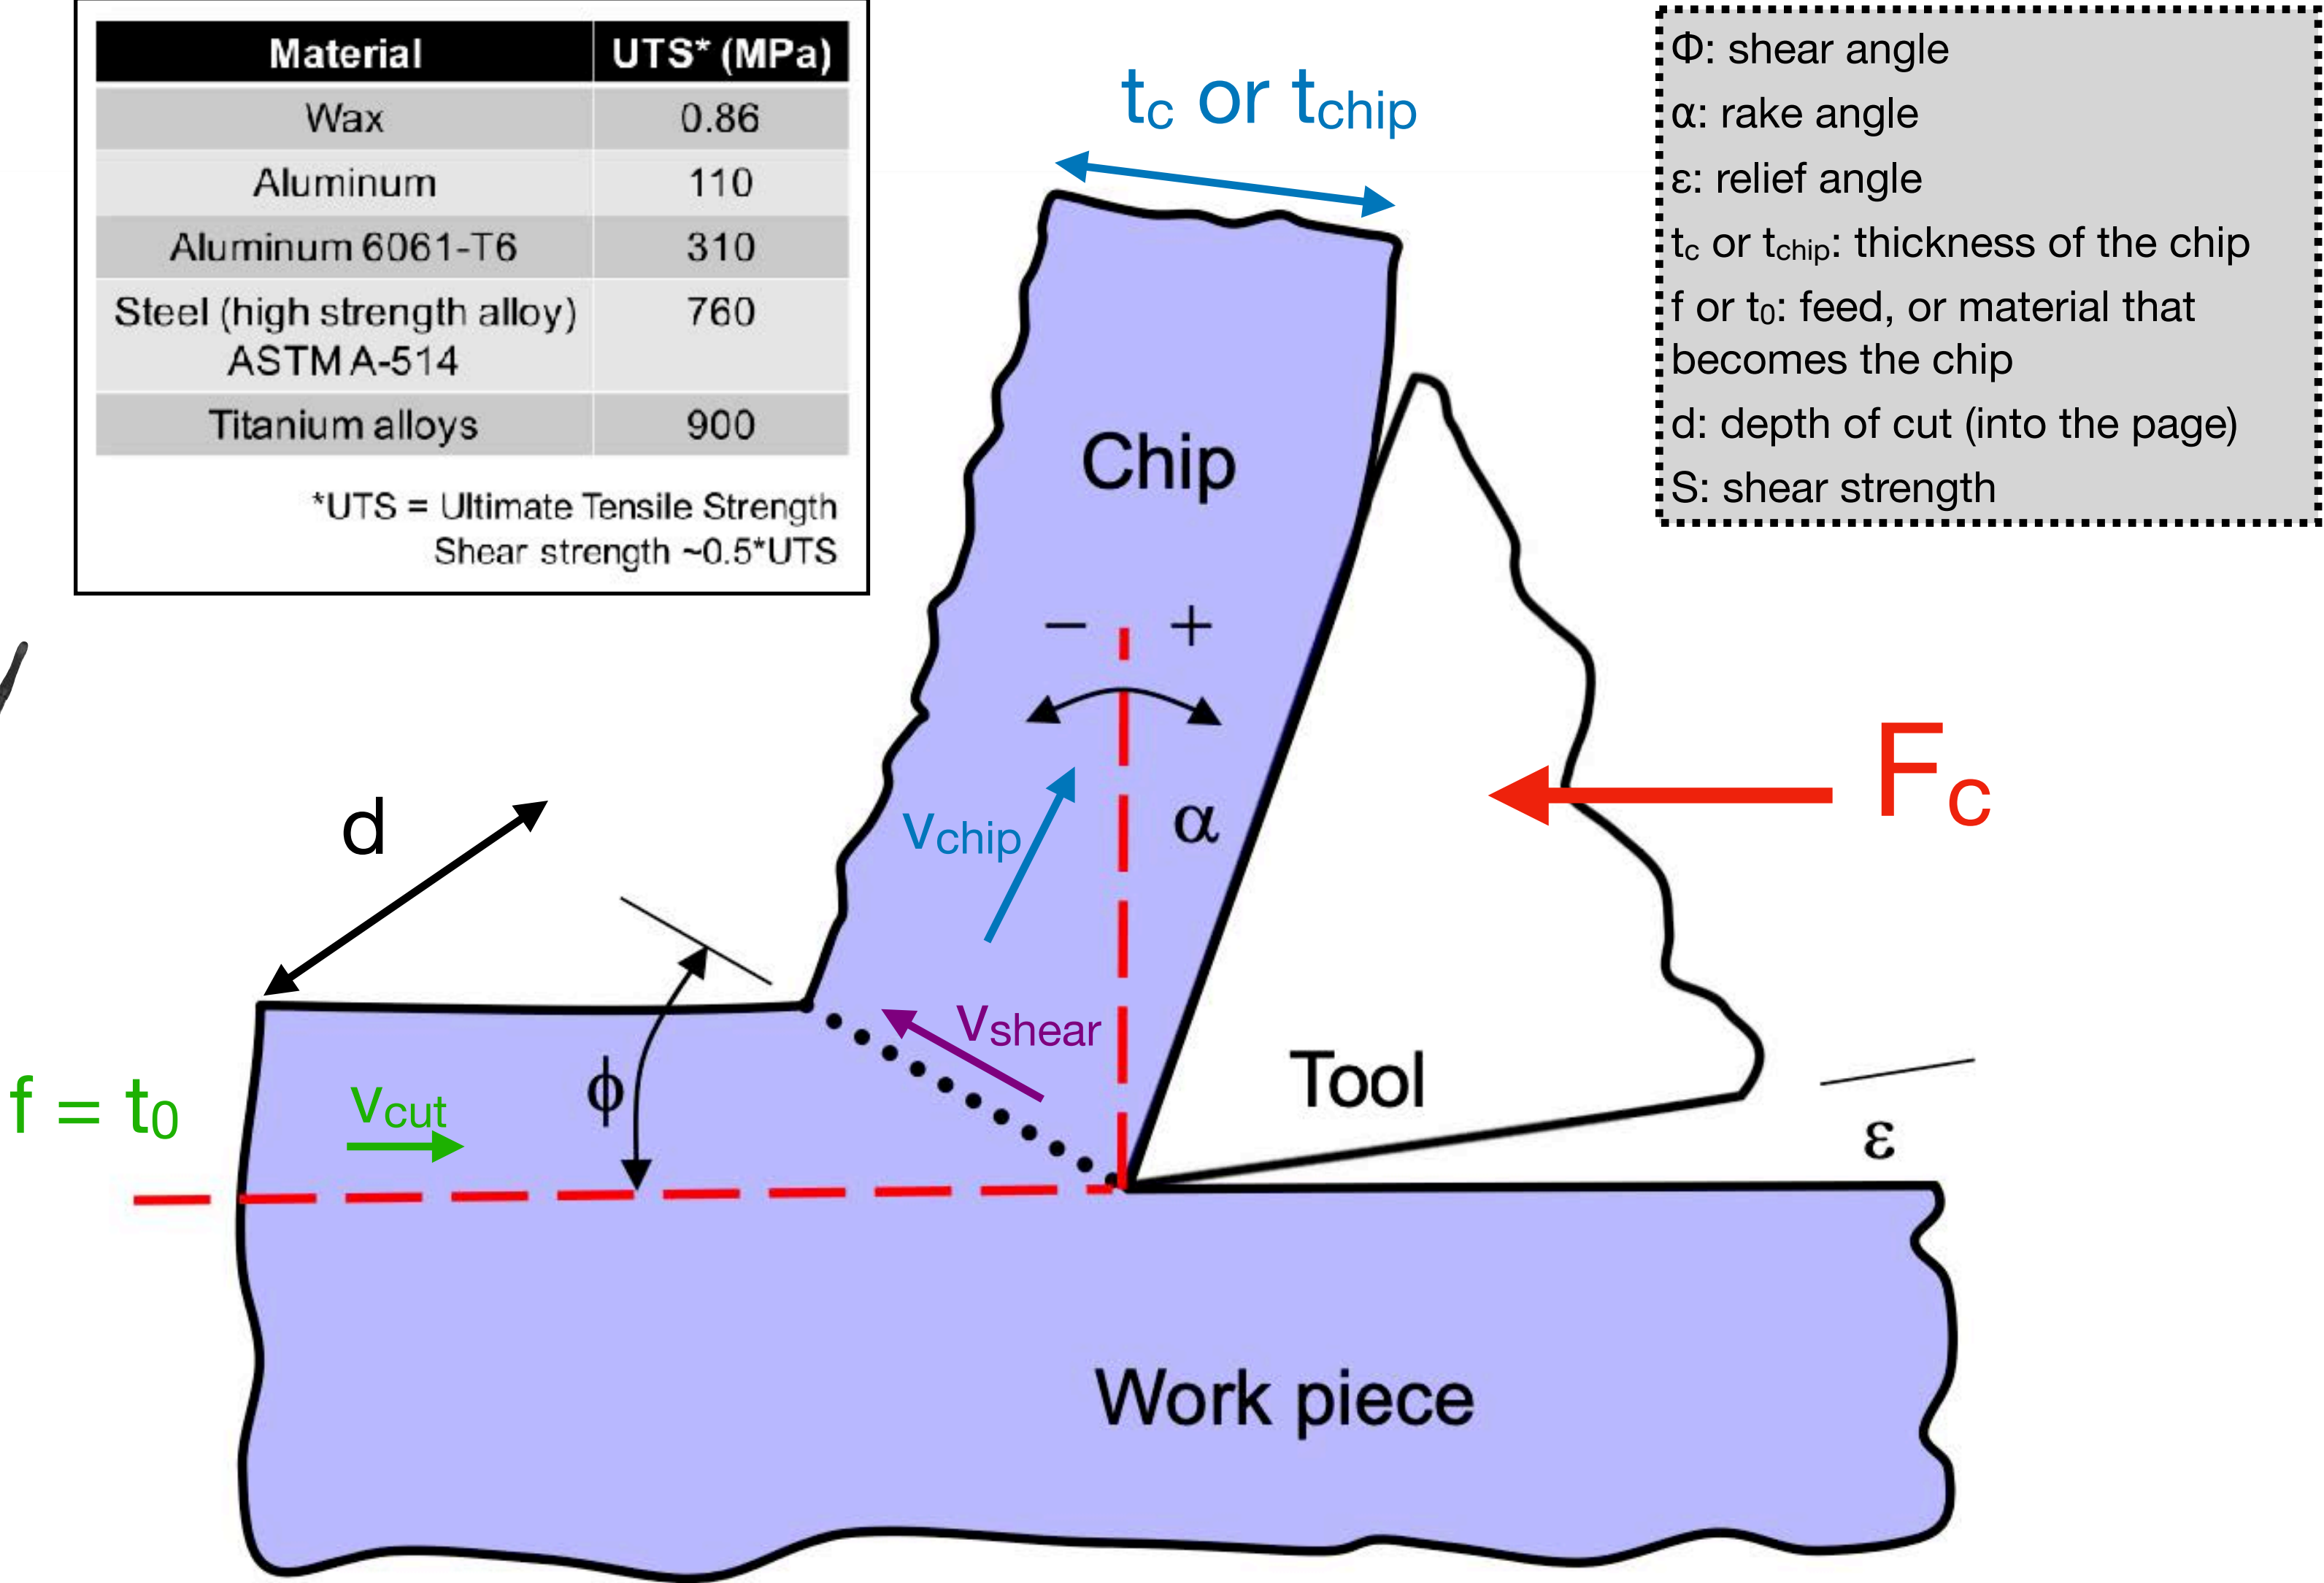 Material UTS* (MPa)
Wax 0.86
Aluminum 110
Aluminum 6061-T6 310
Steel (high strength alloy) 760
ASTM A-514
Titanium alloys 900
*UTS = Ultimate Tensile Strength
Shear strength ~0.5*UTS
tc or tchip
Φ: shear angle
α: rake angle
ε: relief angle
tc or tchip: thickness of the chip
f or t0: feed, or material that
becomes the chip
d: depth of cut (into the page)
S: shear strength
Chip
− +
α
vchip
Fc
d
vshear
f = t0
vcut
ϕ
Tool
ε
Work piece